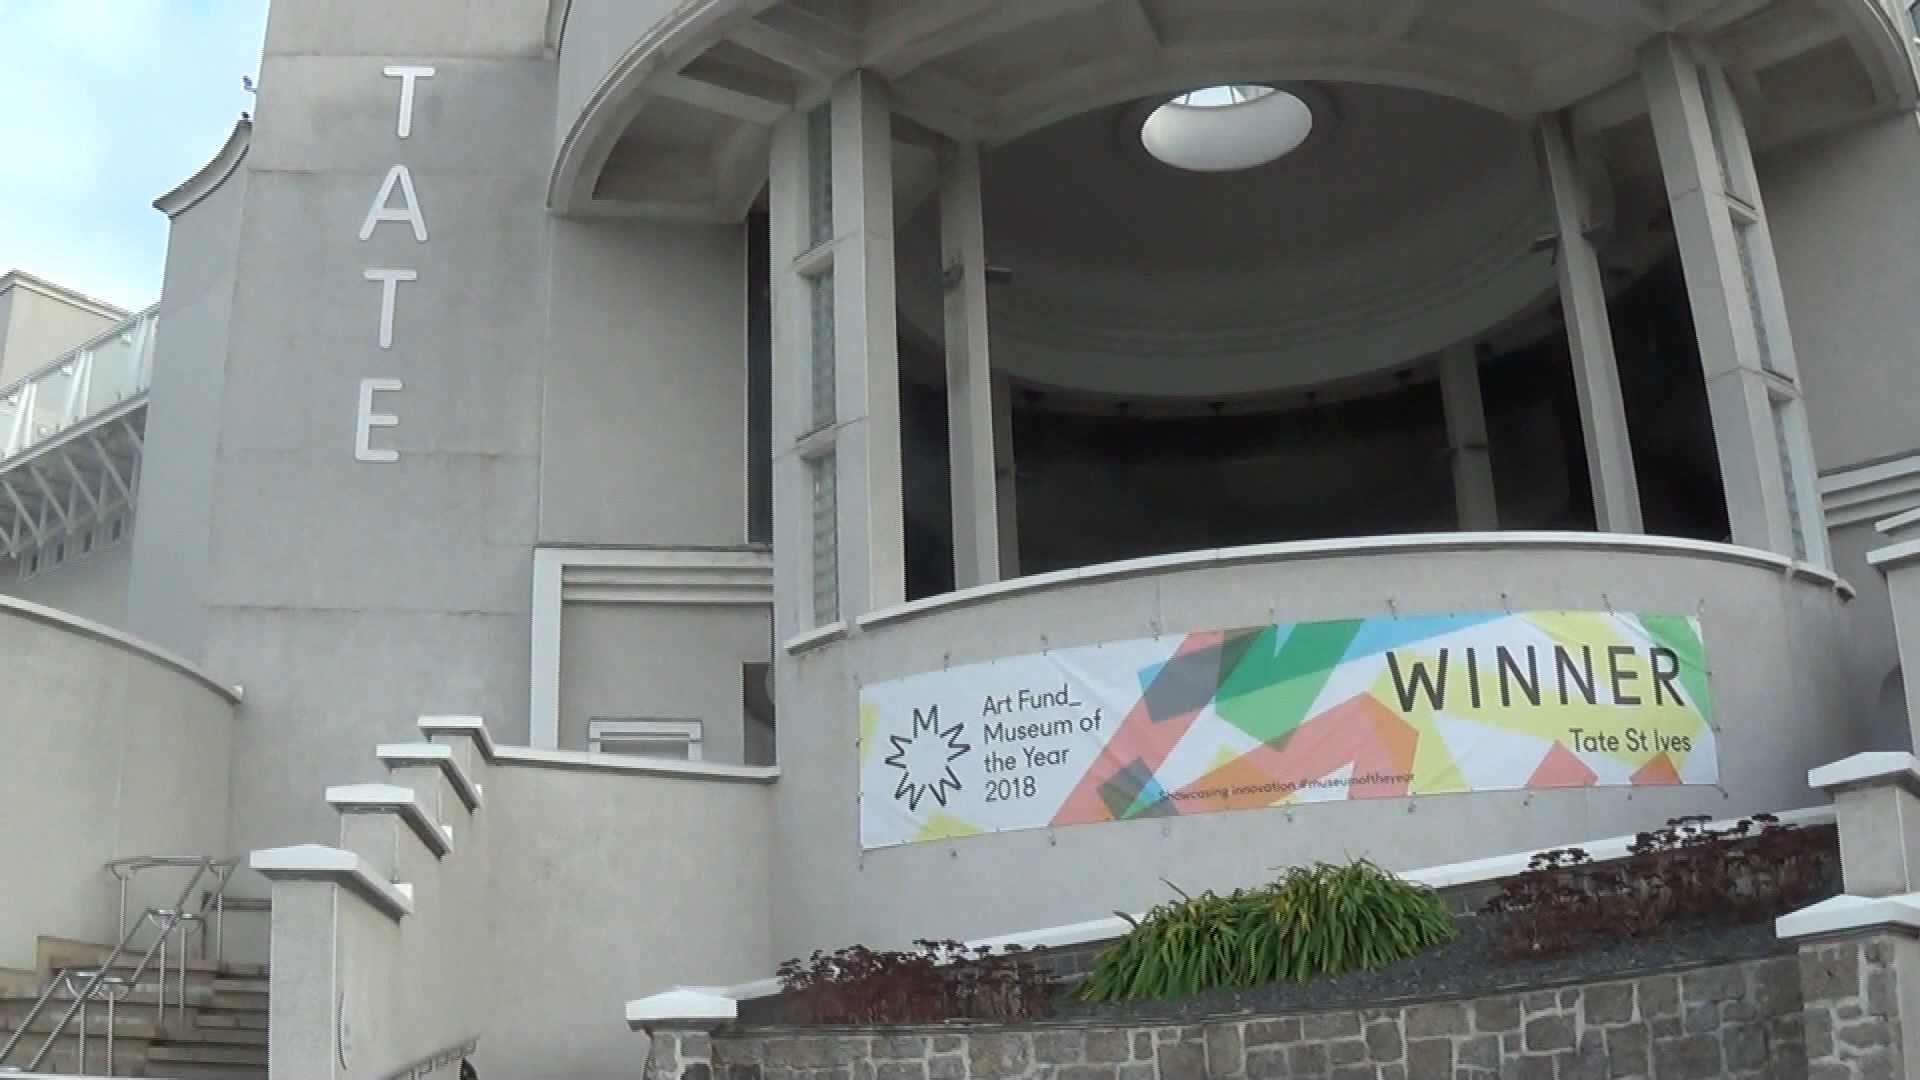 TATE
M
Art Fund_
Museum of
the Year
2018
WINNER
Tate St Ives
Showcasing innovation #museumoftheyear